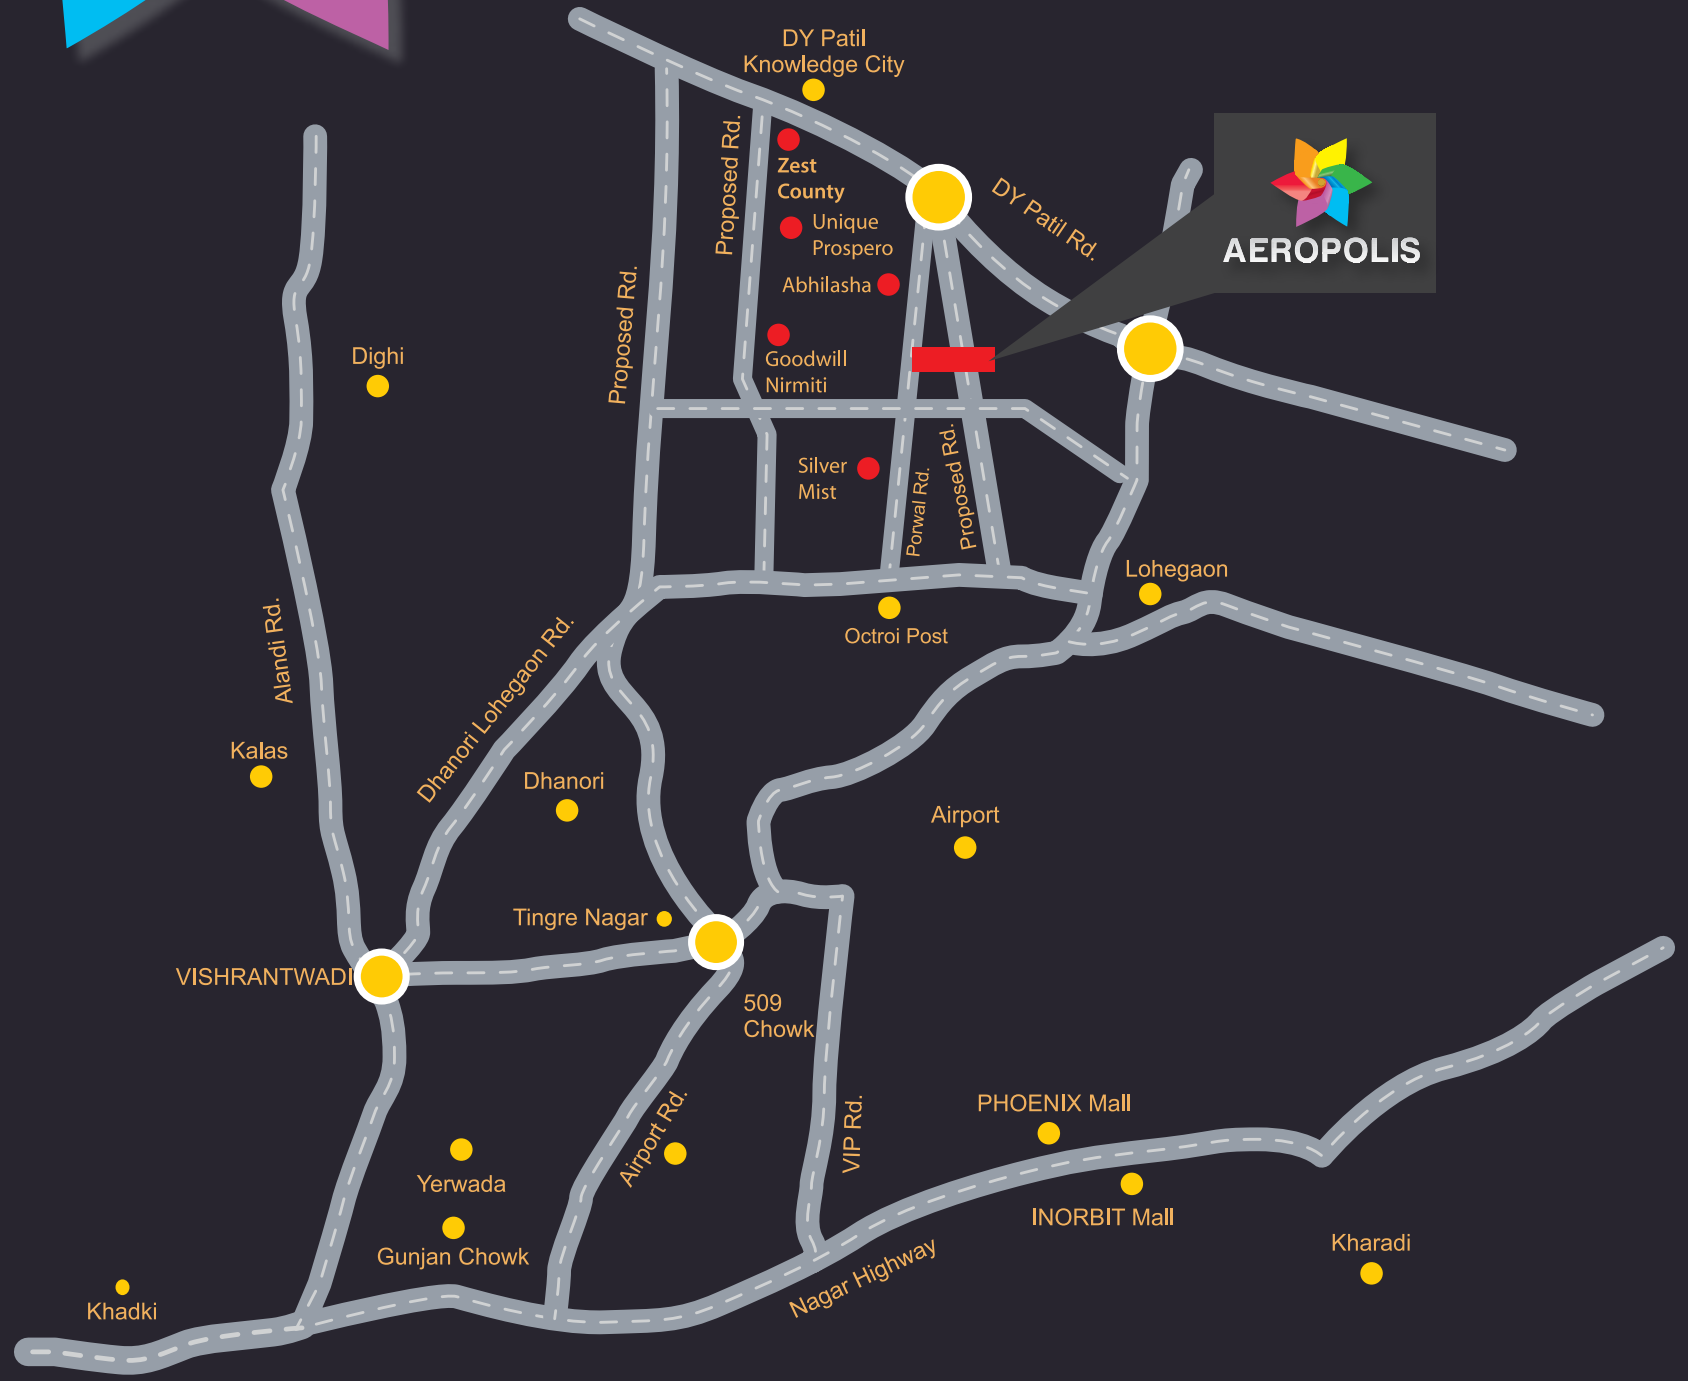 DY Patil
Knowledge City
Proposed Rd.
Zest
County
DY Patil Rd.
AEROPOLIS
Unique
Prospero
Abhilasha
Proposed Rd.
Goodwill
Nirmiti
Dighi
Silver
Mist
Porwal Rd.
Proposed Rd.
Lohegaon
Octroi Post
Alandi Rd.
Dhanori Lohegaon Rd.
Kalas
Dhanori
Airport
Tingre Nagar
VISHRANTWADI
509
Chowk
Airport Rd.
VIP Rd.
PHOENIX Mall
Yerwada
INORBIT Mall
Gunjan Chowk
Nagar Highway
Kharadi
Khadki